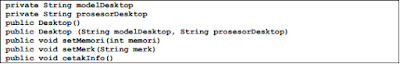 private String modelDesktop
private String prosesorDesktop
public Desktop()
public Desktop (String modelDesktop, String prosesorDesktop)
public void setMemori(int memori)
public void setMerk(String merk)
public void cetakInfo()